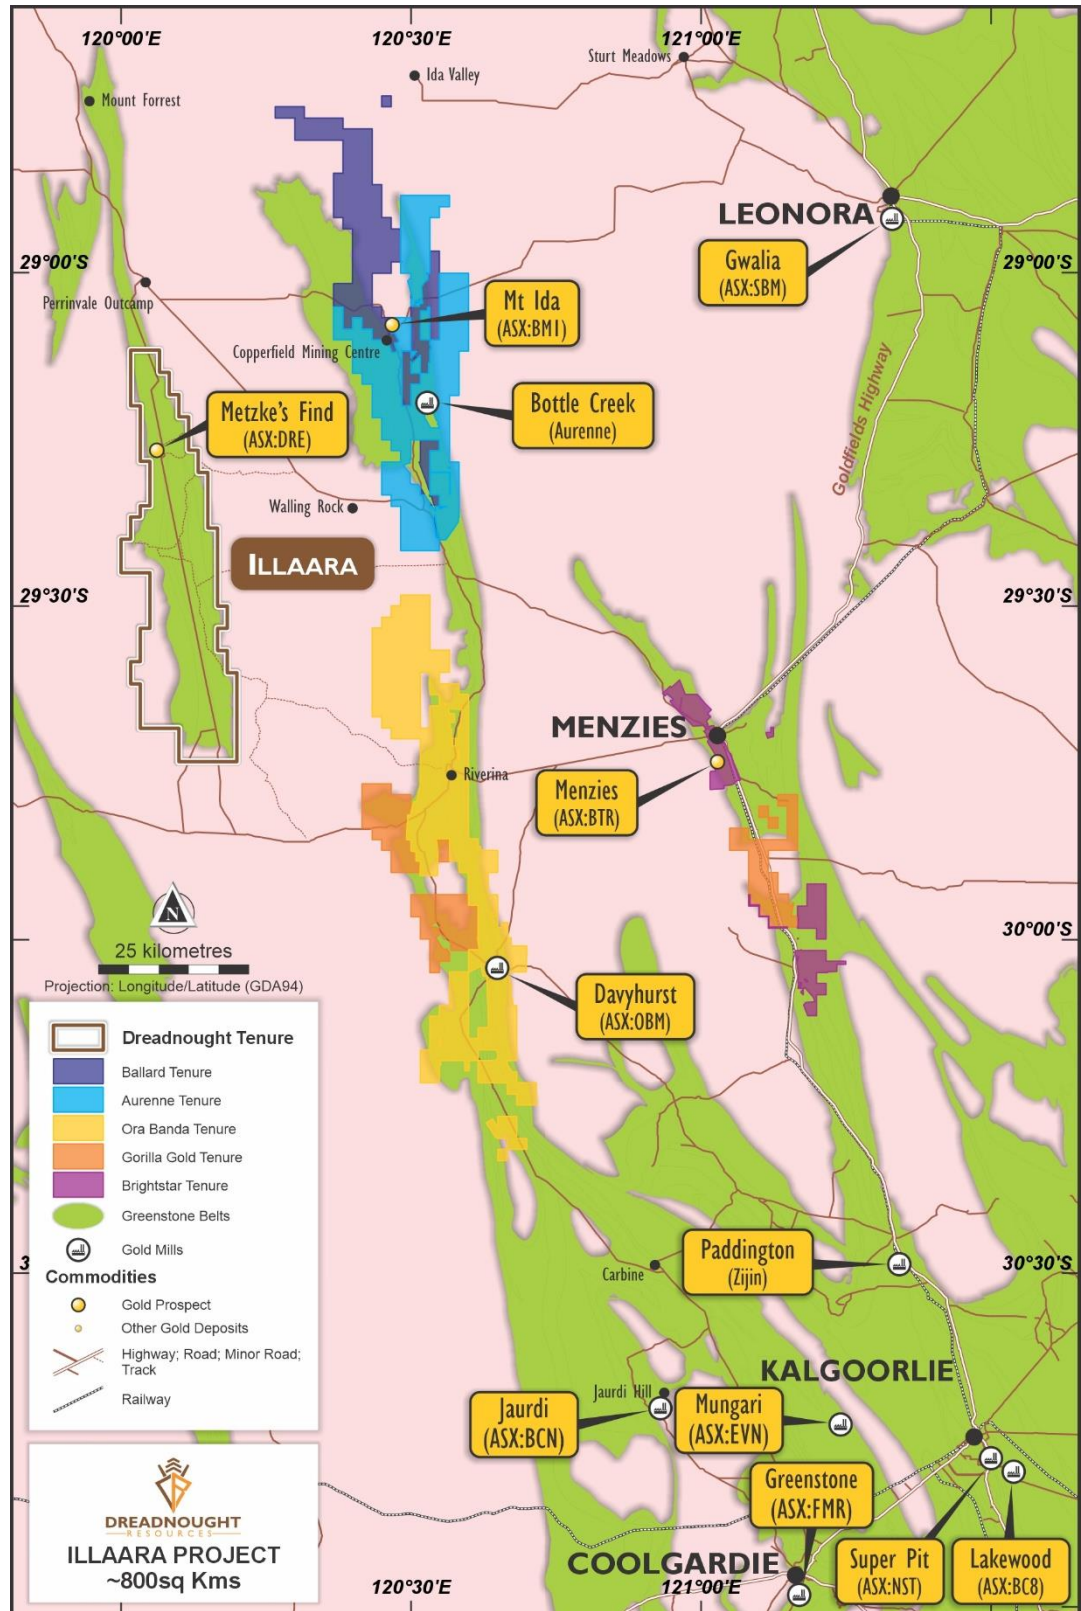 120°00'E
120°30'E
121°00'E
Sturt Meadows
Ida Valley
Mount Forrest
LEONORA
Gwalia
(ASX:SBM)
29°00'S
29°00'S
Perrinvale Outcamp
Mt Ida
(ASX:BM1)
Copperfield Mining Centre
Goldfields Highway
Metzke's Find
(ASX:DRE)
Bottle Creek
(Aurenne)
Walling Rock
ILLAARA
29°30'S
29°30'S
MENZIES
Riverina
Menzies
(ASX:BTR)
N
25 kilometres
Projection: Longitude/Latitude (GDA94)
30°00'S
Davyhurst
(ASX:OBM)
Dreadnought Tenure
Ballard Tenure
Aurenne Tenure
Ora Banda Tenure
Gorilla Gold Tenure
Brightstar Tenure
Greenstone Belts
Gold Mills
Commodities
Gold Prospect
Other Gold Deposits
Highway; Road; Minor Road;
Track
Railway
3
Paddington
(Zijin)
30°30'S
Carbine
KALGOORLIE
Jaurdi Hill
Jaurdi
(ASX:BCN)
Mungari
(ASX:EVN)
Greenstone
(ASX:FMR)
Super Pit
(ASX:NST)
Lakewood
(ASX:BC8)
COOLGARDIE
DREADNOUGHT
RESOURCES
ILLAARA PROJECT
~800sq Kms
120°30'E
121°00'E